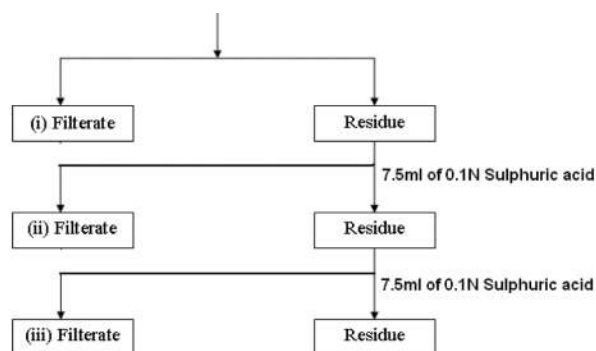 (i) Filterate
Residue
7.5ml of 0.1N Sulphuric acid
(ii) Filterate
Residue
7.5ml of 0.1N Sulphuric acid
(iii) Filterate
Residue